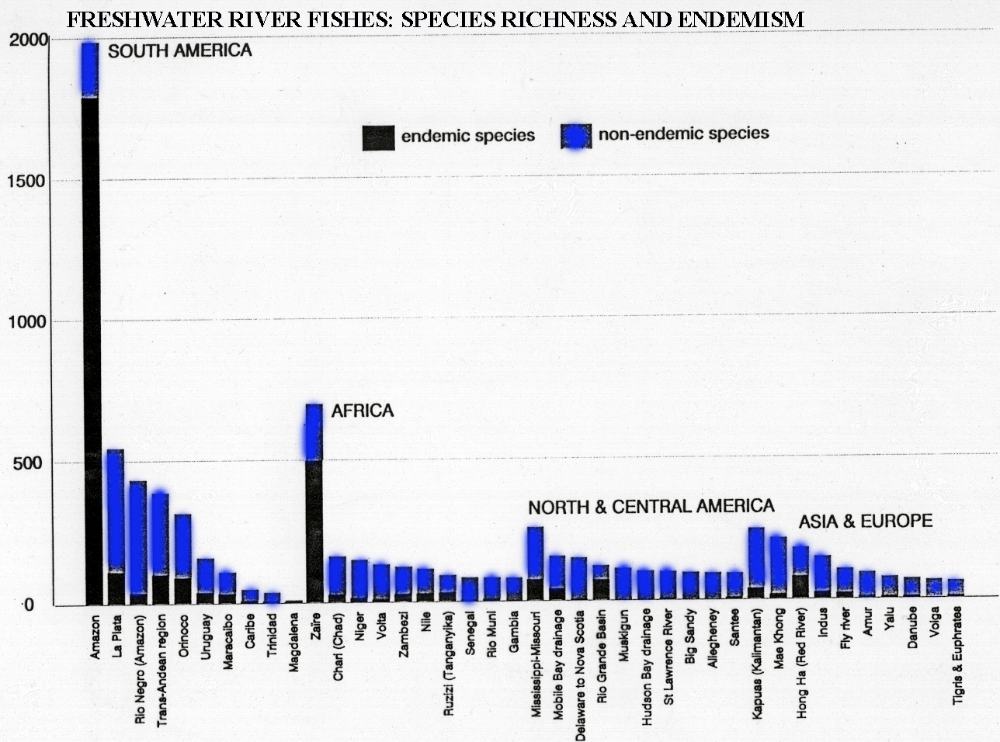 FRESHWATER RIVER FISHES: SPECIES RICHNESS AND ENDEMISM
2000
SOUTH AMERICA
endemic species
non-endemic species
1500
1000
AFRICA
500
NORTH & CENTRAL AMERICA
ASIA & EUROPE
0
Amazon
La Plata
Rio Negro (Amazon)
Trans-Andean region
Orinoco
Uruguay
Maracaibo
Caribe
Trinidad
Magdalena
Zaïre
Chari (Chad)
Niger
Volta
Zambezi
Nile
Ruzizi (Tanganyika)
Senegal
Rio Muni
Gambia
Mississippi-Missouri
Mobile Bay drainage
Delaware to Nova Scotia
Rio Grande Basin
Muskigun
Hudson Bay drainage
St Lawrence River
Big Sandy
Allegheney
Santee
Kapuas (Kalimantan)
Mae Khong
Hong Ha (Red River)
Indus
Fly river
Amur
Yalu
Danube
Volga
Tigris & Euphrates